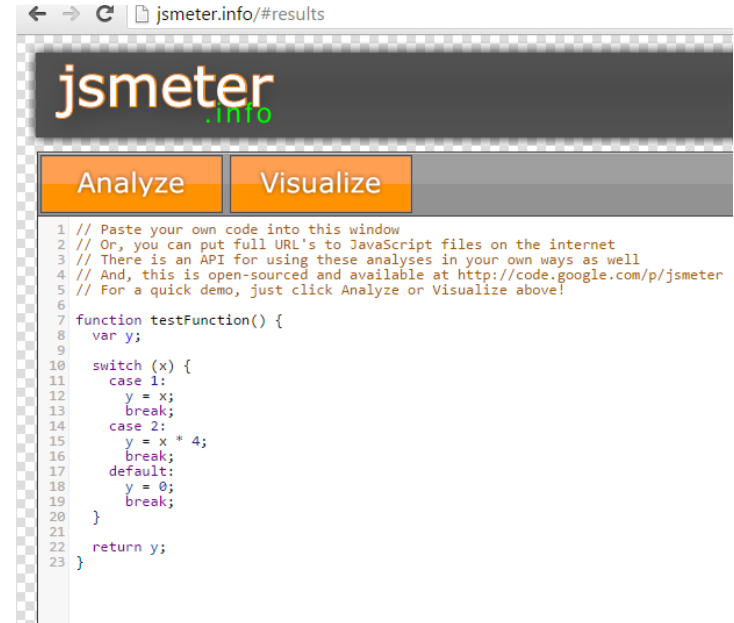 jsmeter.info/#results
jsmeter
.info
Analyze Visualize
1 // Paste your own code into this window
2 // Or, you can put full URL's to JavaScript files on the internet
3 // There is an API for using these analyses in your own ways as well
4 // And, this is open-sourced and available at http://code.google.com/p/jsmeter
5 // For a quick demo, just click Analyze or Visualize above!
6
7 function testFunction() {
8   var y;
9
10   switch (x) {
11     case 1:
12       y = x;
13       break;
14     case 2:
15       y = x * 4;
16       break;
17     default:
18       y = 0;
19       break;
20   }
21
22   return y;
23 }